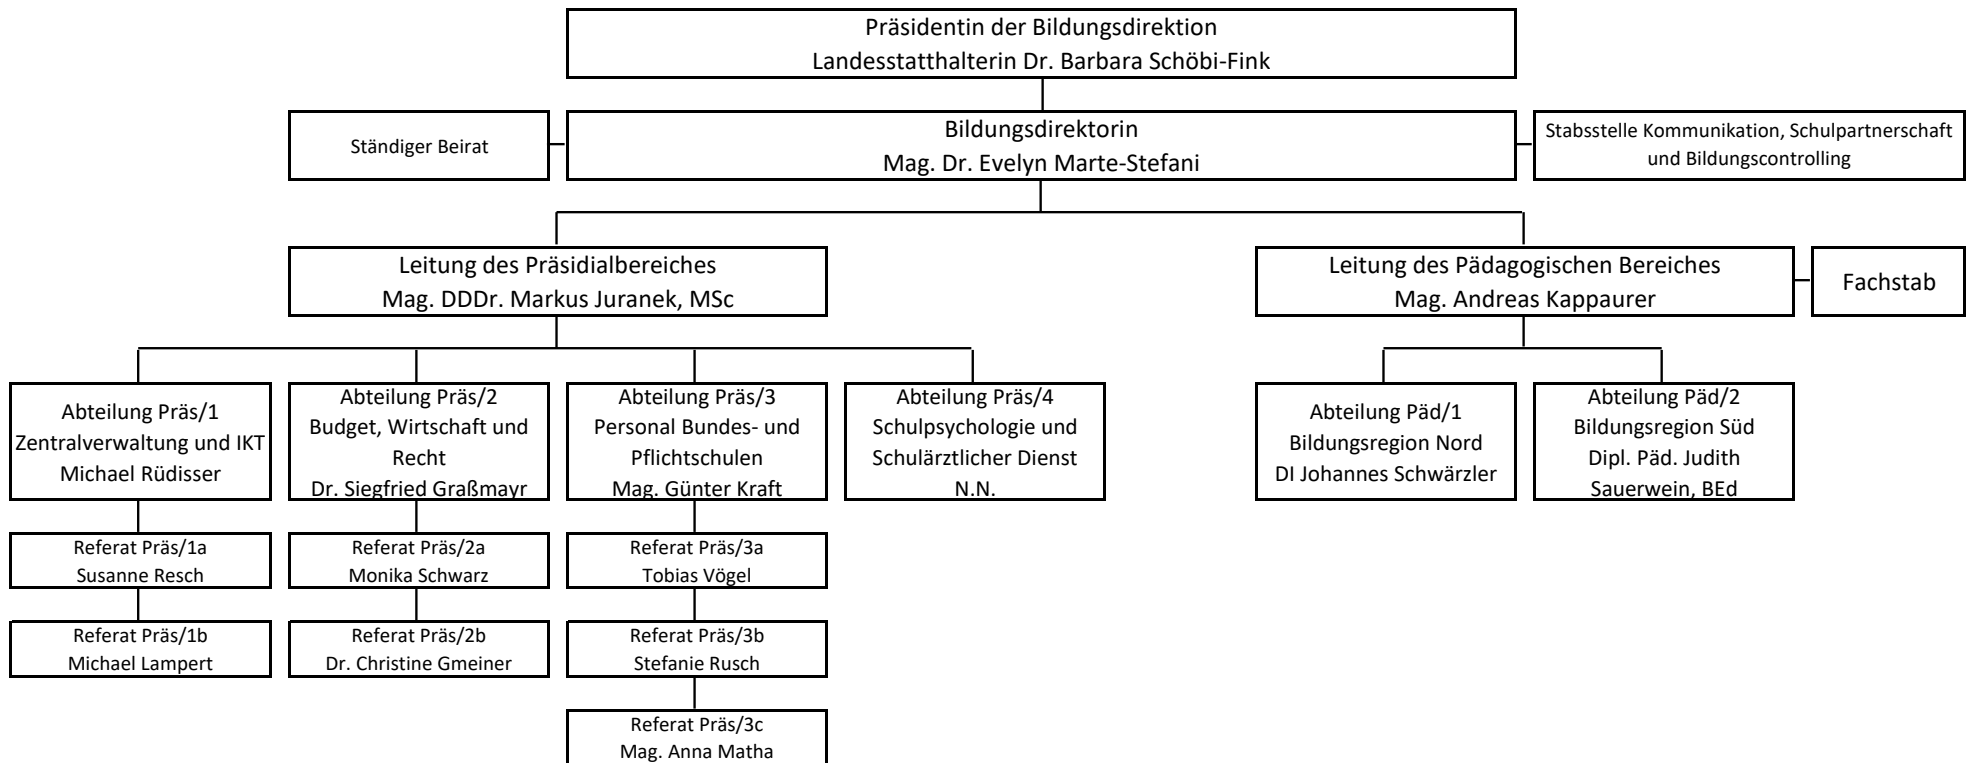 Präsidentin der Bildungsdirektion
Landesstatthalterin Dr. Barbara Schöbi-Fink
Ständiger Beirat
Bildungsdirektorin
Mag. Dr. Evelyn Marte-Stefani
Stabsstelle Kommunikation, Schulpartnerschaft
und Bildungscontrolling
Leitung des Präsidialbereiches
Mag. DDDr. Markus Juranek, MSc
Leitung des Pädagogischen Bereiches
Mag. Andreas Kappaurer
Fachstab
Abteilung Präs/1
Zentralverwaltung und IKT
Michael Rüdisser
Abteilung Präs/2
Budget, Wirtschaft und
Recht
Dr. Siegfried Graßmayr
Abteilung Präs/3
Personal Bundes- und
Pflichtschulen
Mag. Günter Kraft
Abteilung Präs/4
Schulpsychologie und
Schulärztlicher Dienst
N.N.
Abteilung Päd/1
Bildungsregion Nord
DI Johannes Schwärzler
Abteilung Päd/2
Bildungsregion Süd
Dipl. Päd. Judith
Sauerwein, BEd
Referat Präs/1a
Susanne Resch
Referat Präs/2a
Monika Schwarz
Referat Präs/3a
Tobias Vögel
Referat Präs/1b
Michael Lampert
Referat Präs/2b
Dr. Christine Gmeiner
Referat Präs/3b
Stefanie Rusch
Referat Präs/3c
Mag. Anna Matha